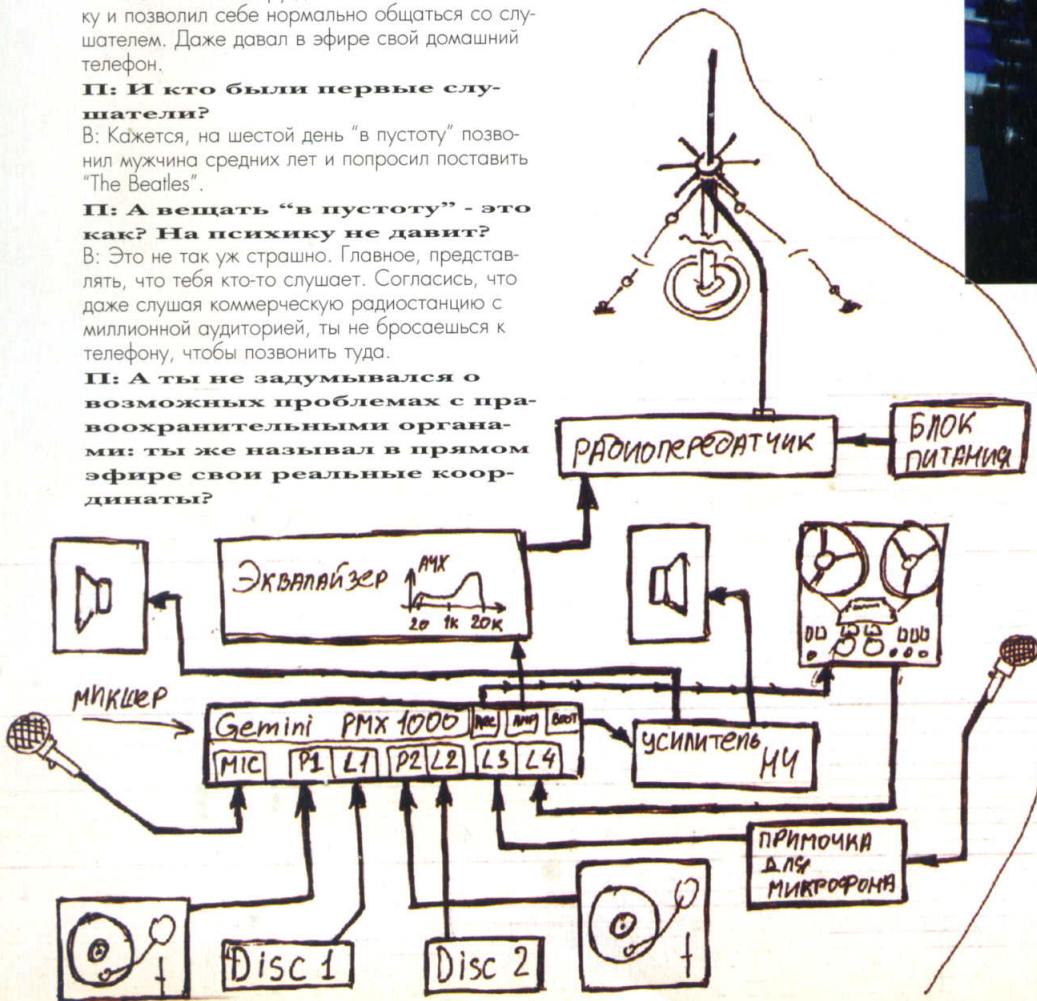 ку и позволил себе нормально общаться со слу-
шателем. Даже давал в эфире свой домашний
телефон.
П: И кто были первые слу-
шатели?
В: Кажется, на шестой день "в пустоту" позво-
нил мужчина средних лет и попросил поставить
"The Beatles".
П: А вещать “в пустоту” - это
как? На психику не давит?
В: Это не так уж страшно. Главное, представ-
лять, что тебя кто-то слушает. Согласись, что
даже слушая коммерческую радиостанцию с
миллионной аудиторией, ты не бросаешься к
телефону, чтобы позвонить туда.
П: А ты не задумывался о
возможных проблемах с пра-
воохранительными органа-
ми: ты же называл в прямом
эфире свои реальные коор-
динаты?
РАДИОПЕРЕДАТЧИК
БЛОК
ПИТАНИЯ
Эквалайзер
АЧХ
20 1к 20к
МИКШЕР
Gemini PMX 1000
MIC P1 L1 P2 L2 L3 L4
УСИЛИТЕЛЬ
НЧ
ПРИМОЧКА
ДЛЯ
МИКРОФОНА
Disc 1
Disc 2